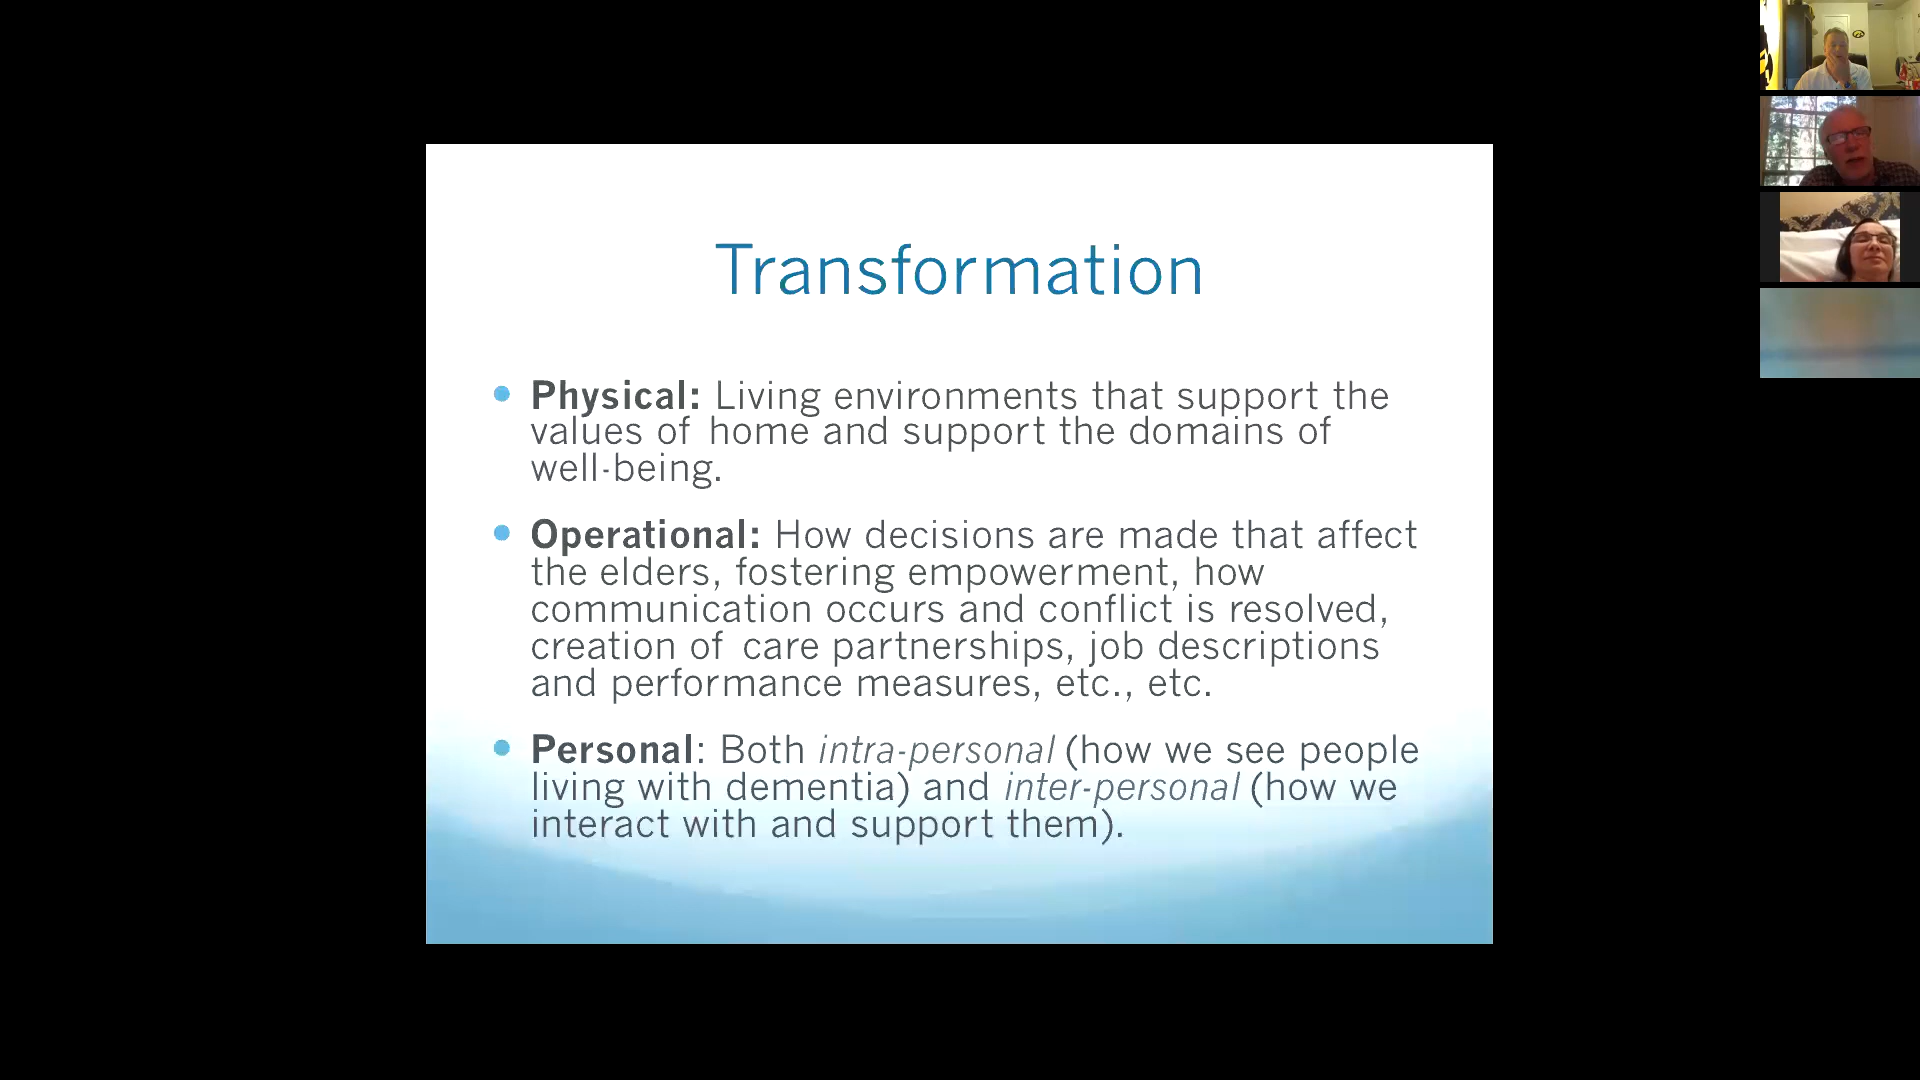 Transformation
• Physical: Living environments that support the
values of home and support the domains of
well-being.
• Operational: How decisions are made that affect
the elders, fostering empowerment, how
communication occurs and conflict is resolved,
creation of care partnerships, job descriptions
and performance measures, etc., etc.
• Personal: Both intra-personal (how we see people
living with dementia) and inter-personal (how we
interact with and support them).